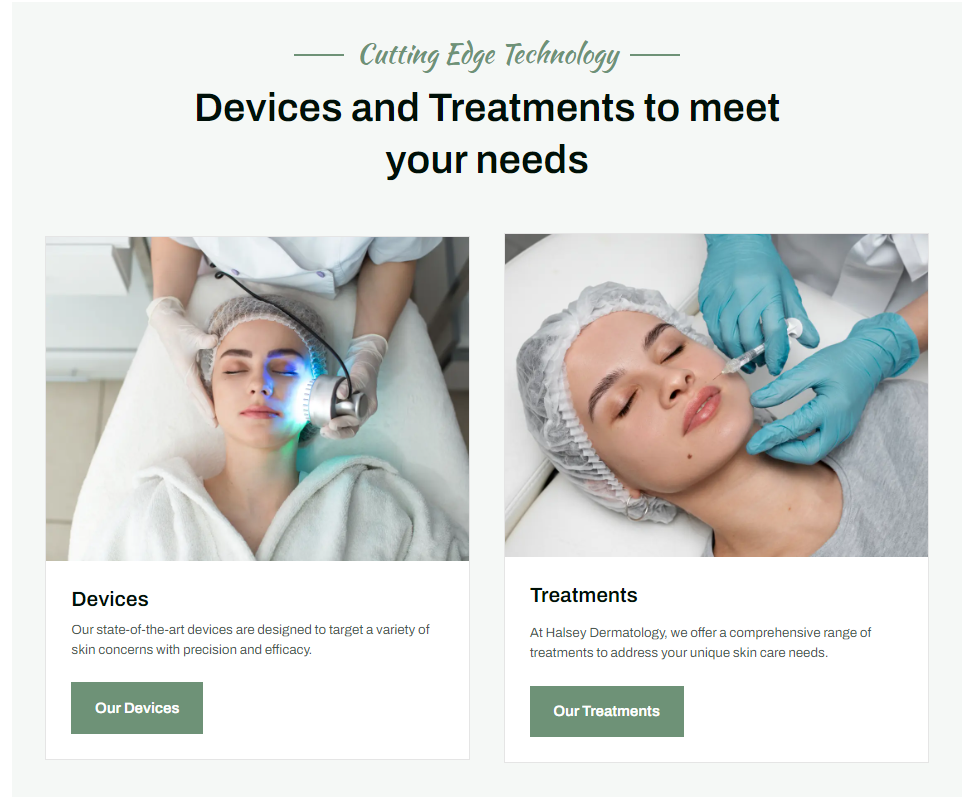 Cutting Edge Technology
Devices and Treatments to meet
your needs
Devices
Our state-of-the-art devices are designed to target a variety of
skin concerns with precision and efficacy.
Our Devices
Treatments
At Halsey Dermatology, we offer a comprehensive range of
treatments to address your unique skin care needs.
Our Treatments